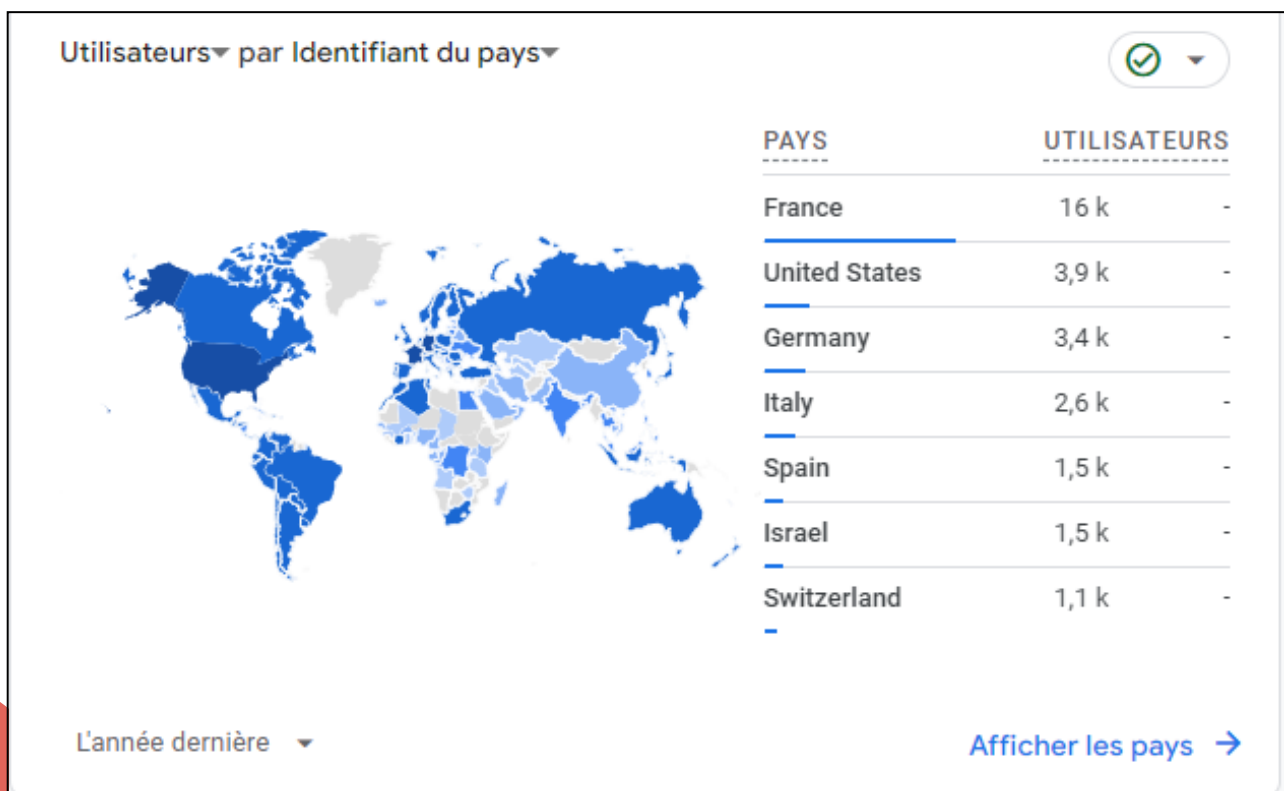 Utilisateurs par Identifiant du pays
PAYS UTILISATEURS
France 16 k -
United States 3,9 k -
Germany 3,4 k -
Italy 2,6 k -
Spain 1,5 k -
Israel 1,5 k -
Switzerland 1,1 k -
L'année dernière
Afficher les pays →